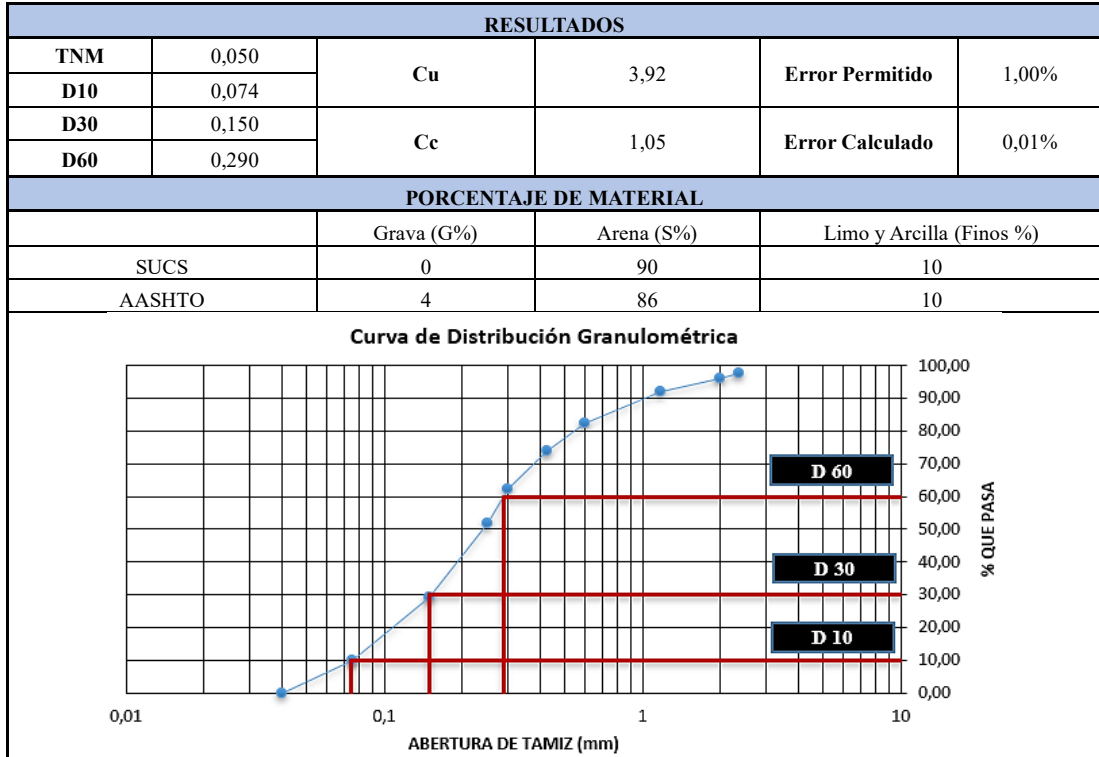 RESULTADOS
TNM 0,050 Cu 3,92 Error Permitido 1,00%
D10 0,074
D30 0,150 Cc 1,05 Error Calculado 0,01%
D60 0,290
PORCENTAJE DE MATERIAL
Grava (G%) Arena (S%) Limo y Arcilla (Finos %)
SUCS 0 90 10
AASHTO 4 86 10
Curva de Distribución Granulométrica
100,00
90,00
80,00
70,00
60,00
50,00
40,00
30,00
20,00
10,00
0,00
% QUE PASA
D 60
D 30
D 10
0,01 0,1 1 10
ABERTURA DE TAMIZ (mm)